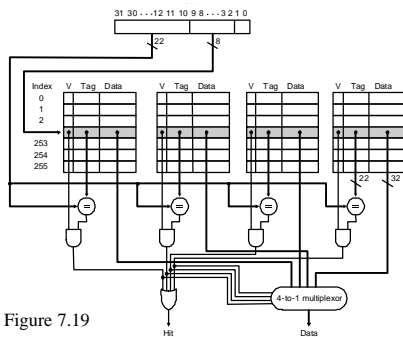 31 30 ··· 12 11 10 9 8 ··· 3 2 1 0
22
8
Index V Tag Data V Tag Data V Tag Data V Tag Data
0
1
2
253
254
255
22
32
= = = =
4-to-1 multiplexor
Figure 7.19
Hit
Data